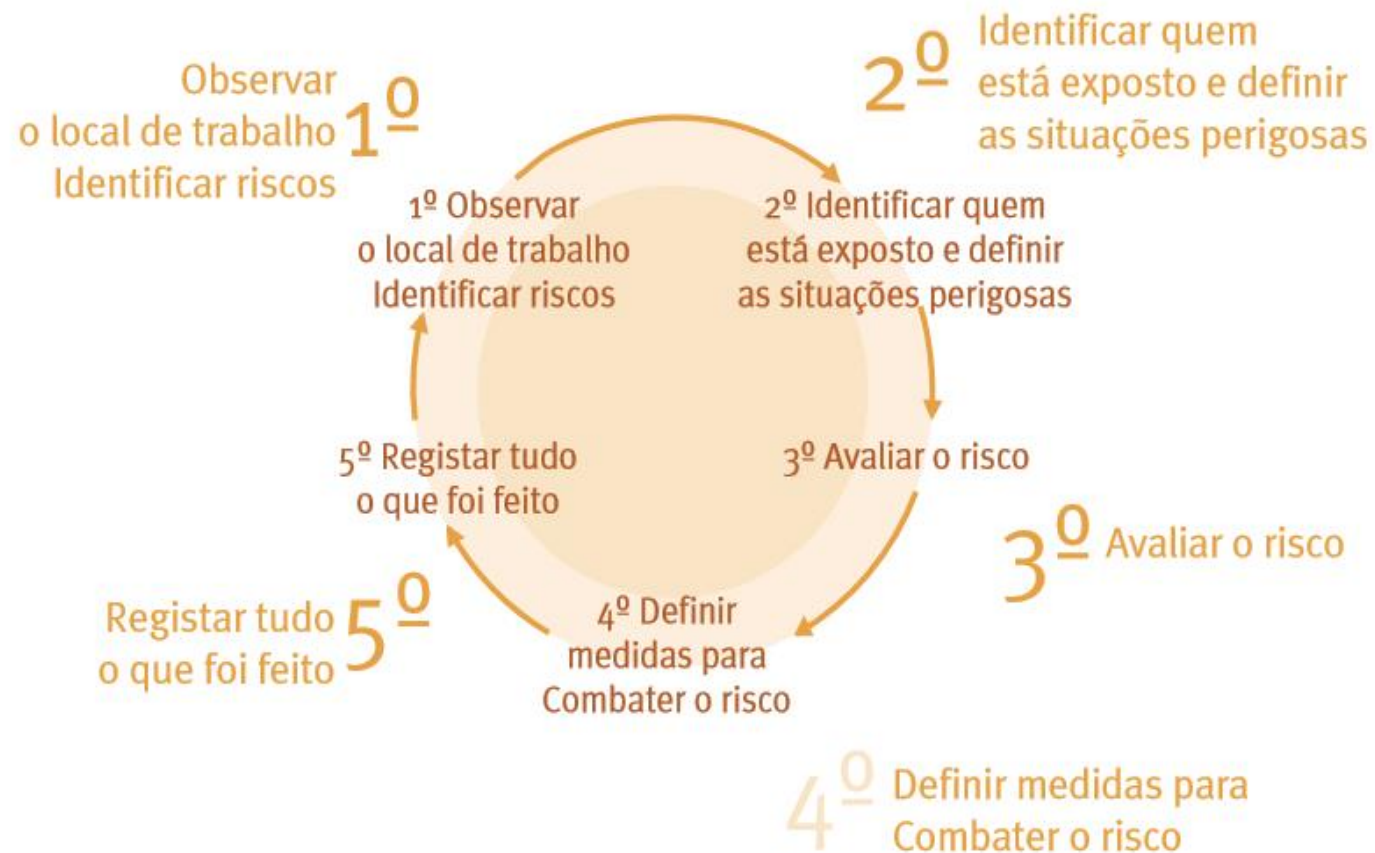 Observar
o local de trabalho
Identificar riscos
1º
2º
Identificar quem
está exposto e definir
as situações perigosas
1º Observar
o local de trabalho
Identificar riscos
2º Identificar quem
está exposto e definir
as situações perigosas
5º Registar tudo
o que foi feito
3º Avaliar o risco
3º Avaliar o risco
Registar tudo
o que foi feito
5º
4º Definir
medidas para
Combater o risco
4º
Definir medidas para
Combater o risco